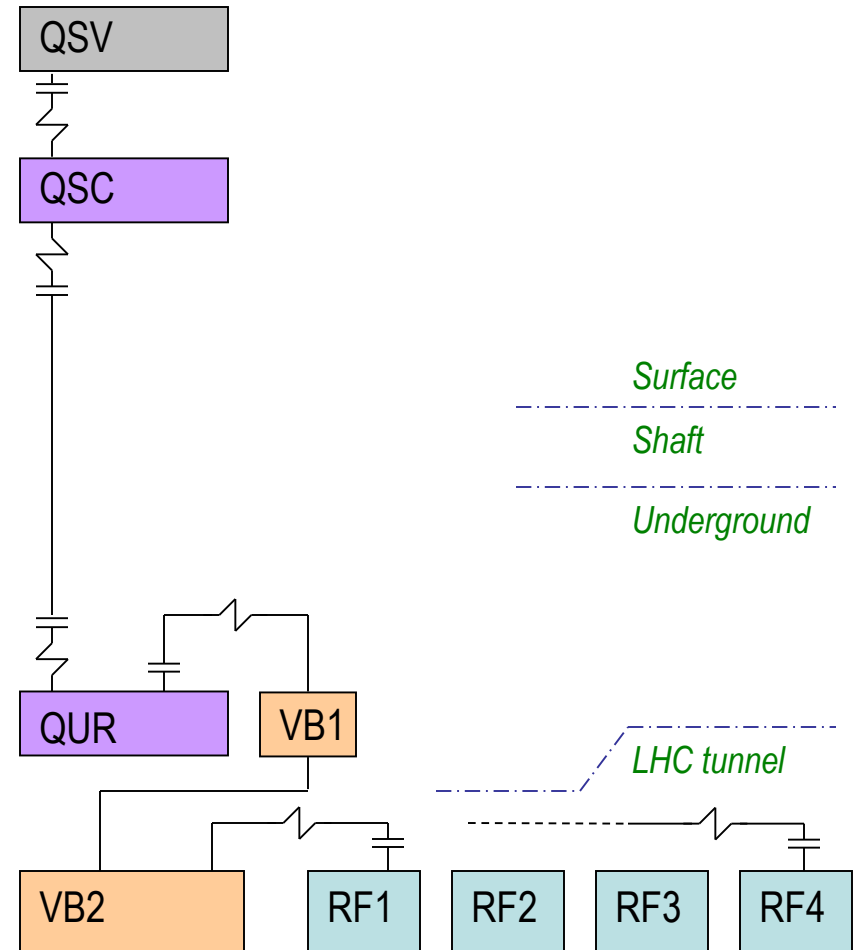 QSV
QSC
Surface
Shaft
Underground
QUR
VB1
LHC tunnel
VB2
RF1
RF2
RF3
RF4